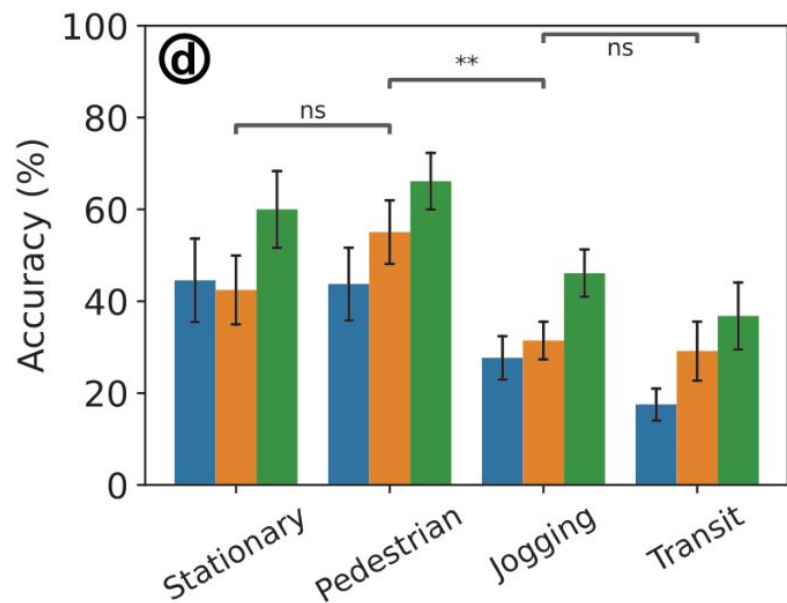 100
80
60
40
20
0
Accuracy (%)
d
ns
**
ns
Stationary
Pedestrian
Jogging
Transit